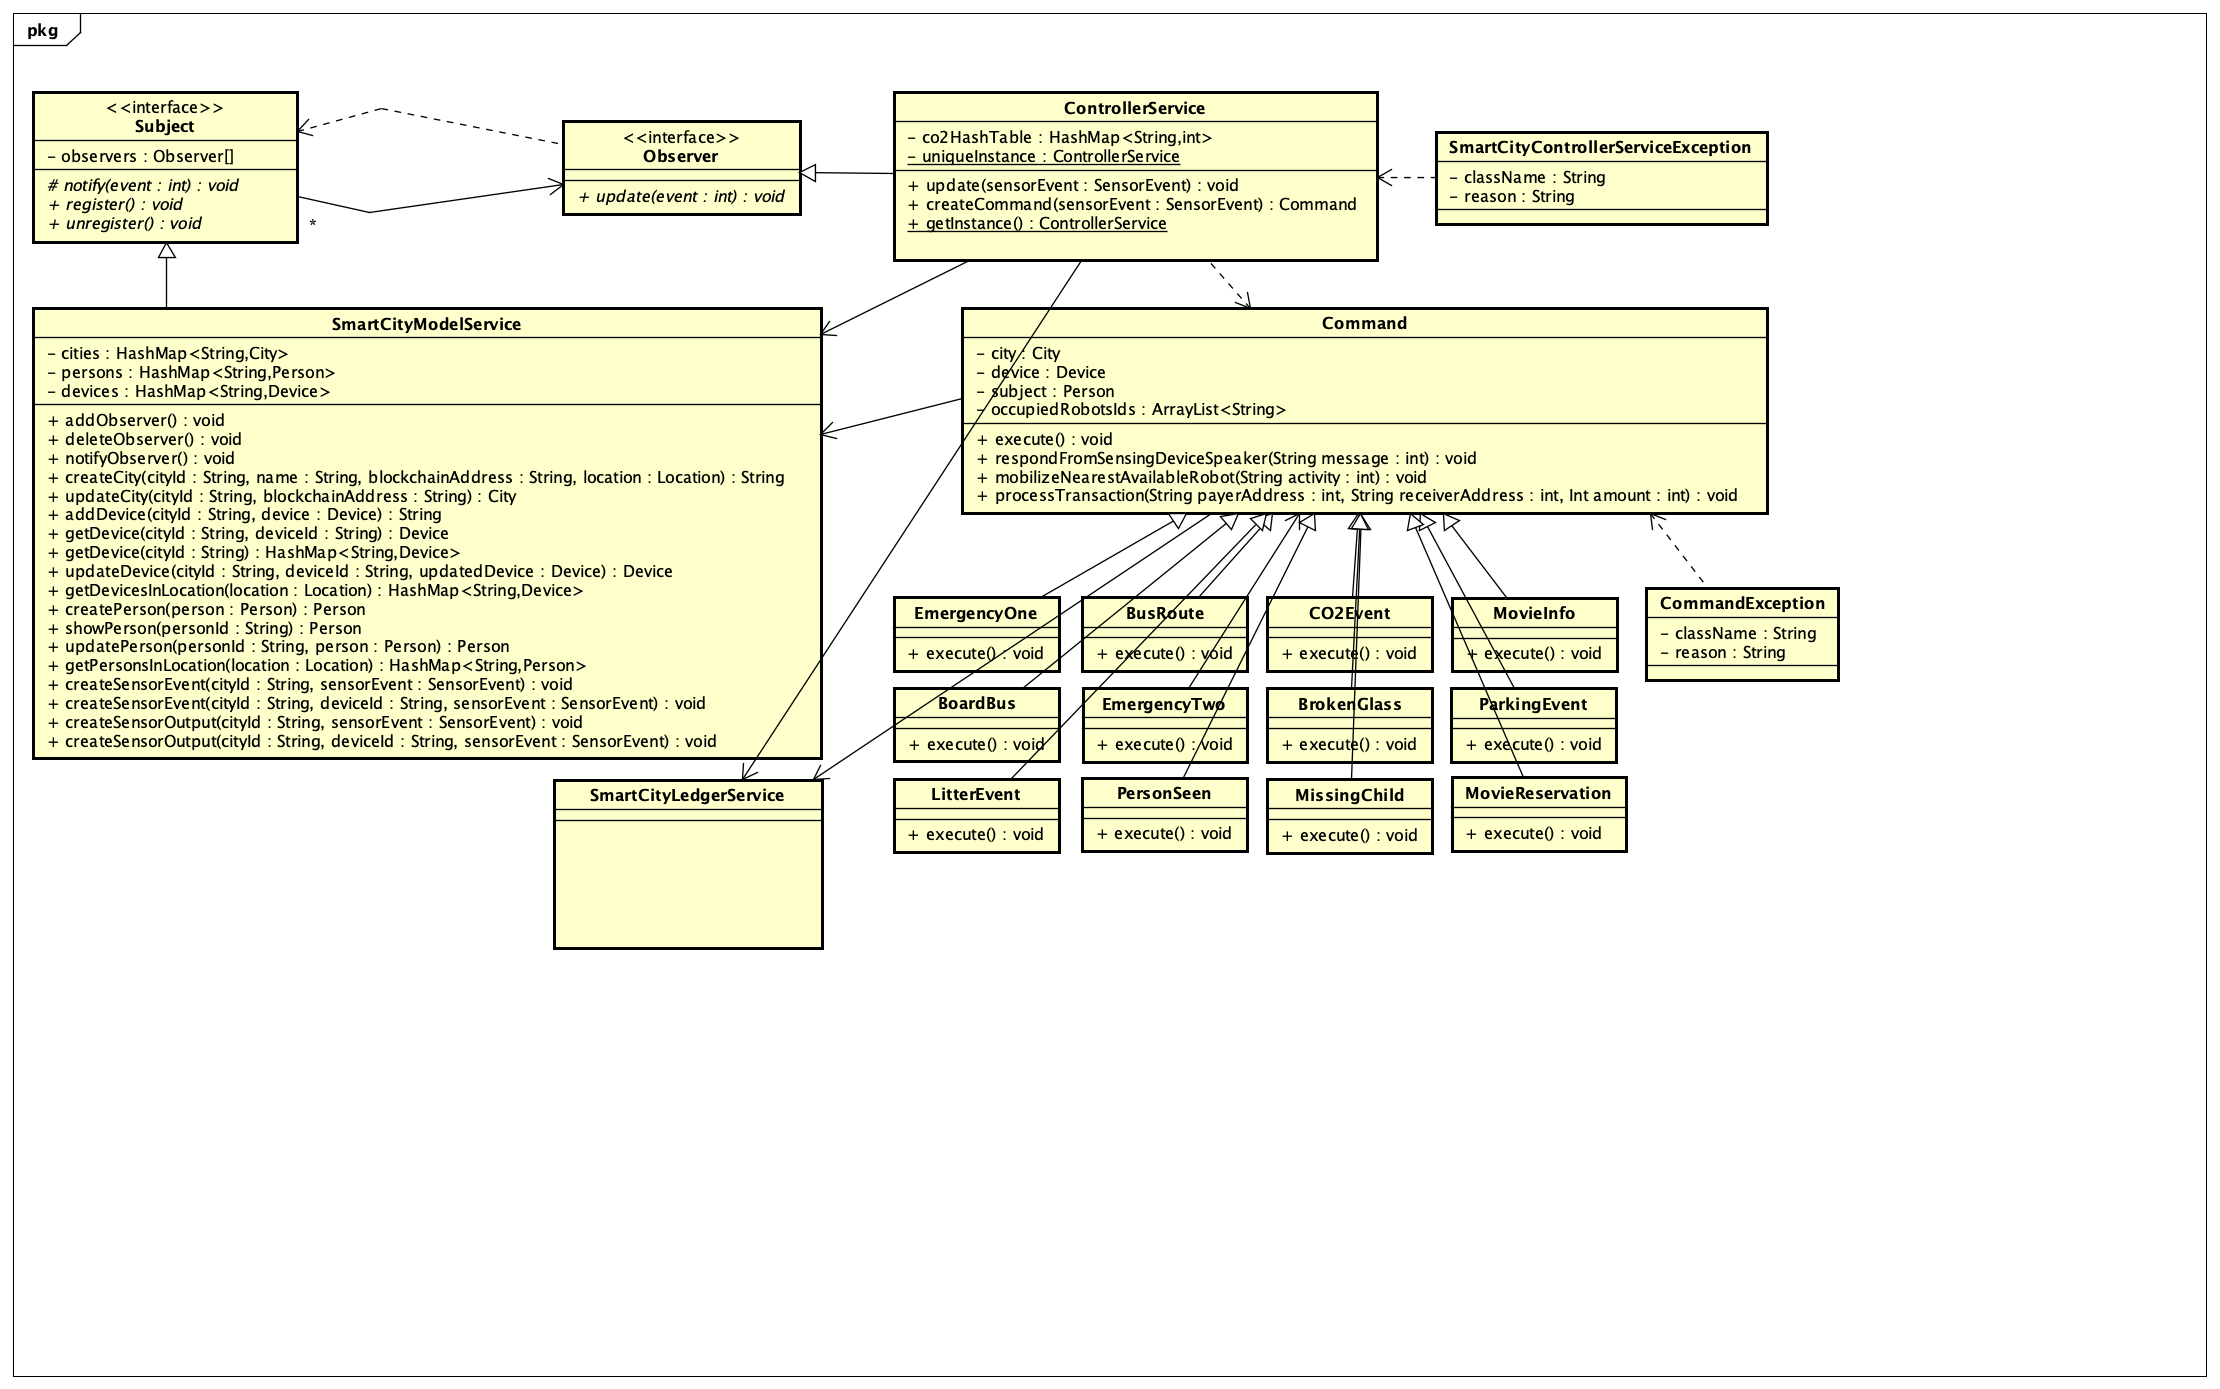 pkg
<<interface>>
Subject
– observers : Observer[]
# notify(event : int) : void
+ register() : void
+ unregister() : void
*
<<interface>>
Observer
+ update(event : int) : void
ControllerService
– co2HashTable : HashMap<String,int>
– uniqueInstance : ControllerService
+ update(sensorEvent : SensorEvent) : void
+ createCommand(sensorEvent : SensorEvent) : Command
+ getInstance() : ControllerService
SmartCityControllerServiceException
– className : String
– reason : String
SmartCityModelService
– cities : HashMap<String,City>
– persons : HashMap<String,Person>
– devices : HashMap<String,Device>
+ addObserver() : void
+ deleteObserver() : void
+ notifyObserver() : void
+ createCity(cityId : String, name : String, blockchainAddress : String, location : Location) : String
+ updateCity(cityId : String, blockchainAddress : String) : City
+ addDevice(cityId : String, device : Device) : String
+ getDevice(cityId : String, deviceId : String) : Device
+ getDevice(cityId : String) : HashMap<String,Device>
+ updateDevice(cityId : String, deviceId : String, updatedDevice : Device) : Device
+ getDevicesInLocation(location : Location) : HashMap<String,Device>
+ createPerson(person : Person) : Person
+ showPerson(personId : String) : Person
+ updatePerson(personId : String, person : Person) : Person
+ getPersonsInLocation(location : Location) : HashMap<String,Person>
+ createSensorEvent(cityId : String, sensorEvent : SensorEvent) : void
+ createSensorEvent(cityId : String, deviceId : String, sensorEvent : SensorEvent) : void
+ createSensorOutput(cityId : String, sensorEvent : SensorEvent) : void
+ createSensorOutput(cityId : String, deviceId : String, sensorEvent : SensorEvent) : void
Command
– city : City
– device : Device
– subject : Person
– occupiedRobotsIds : ArrayList<String>
+ execute() : void
+ respondFromSensingDeviceSpeaker(String message : int) : void
+ mobilizeNearestAvailableRobot(String activity : int) : void
+ processTransaction(String payerAddress : int, String receiverAddress : int, Int amount : int) : void
EmergencyOne
+ execute() : void
BusRoute
+ execute() : void
CO2Event
+ execute() : void
MovieInfo
+ execute() : void
CommandException
– className : String
– reason : String
BoardBus
+ execute() : void
EmergencyTwo
+ execute() : void
BrokenGlass
+ execute() : void
ParkingEvent
+ execute() : void
SmartCityLedgerService
LitterEvent
+ execute() : void
PersonSeen
+ execute() : void
MissingChild
+ execute() : void
MovieReservation
+ execute() : void